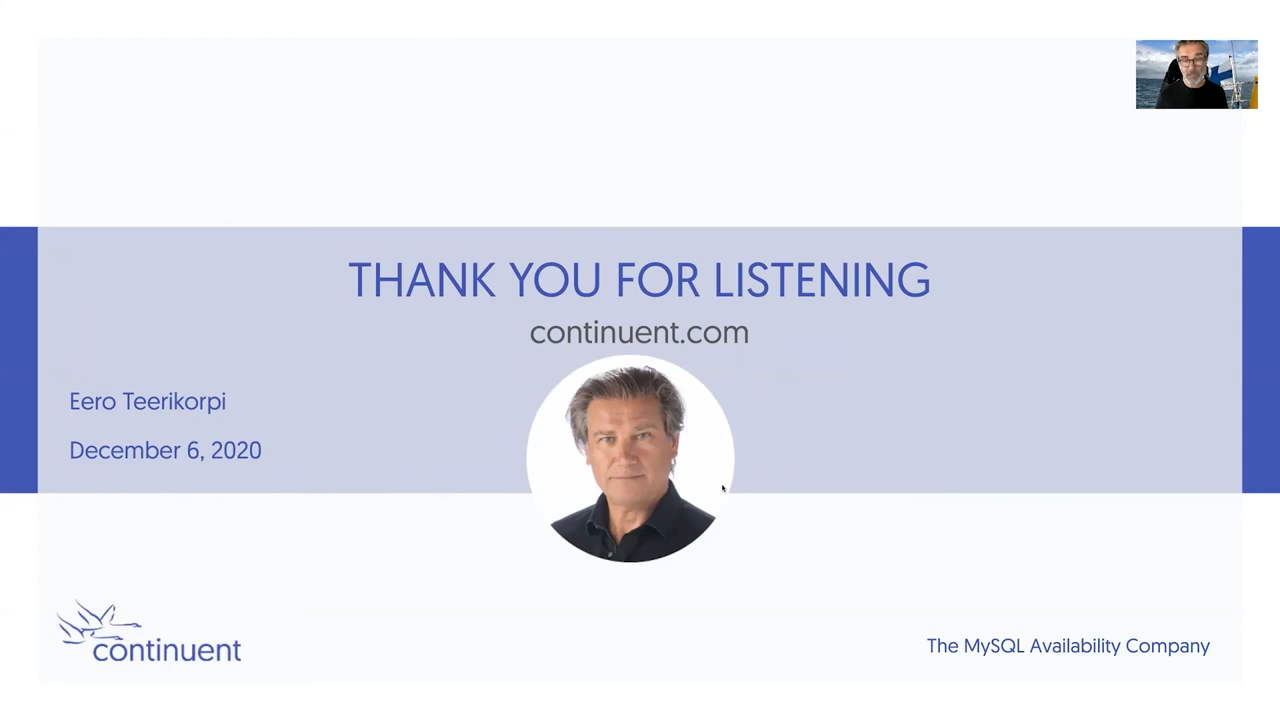 THANK YOU FOR LISTENING
continuent.com
Eero Teerikorpi
December 6, 2020
continuent
The MySQL Availability Company